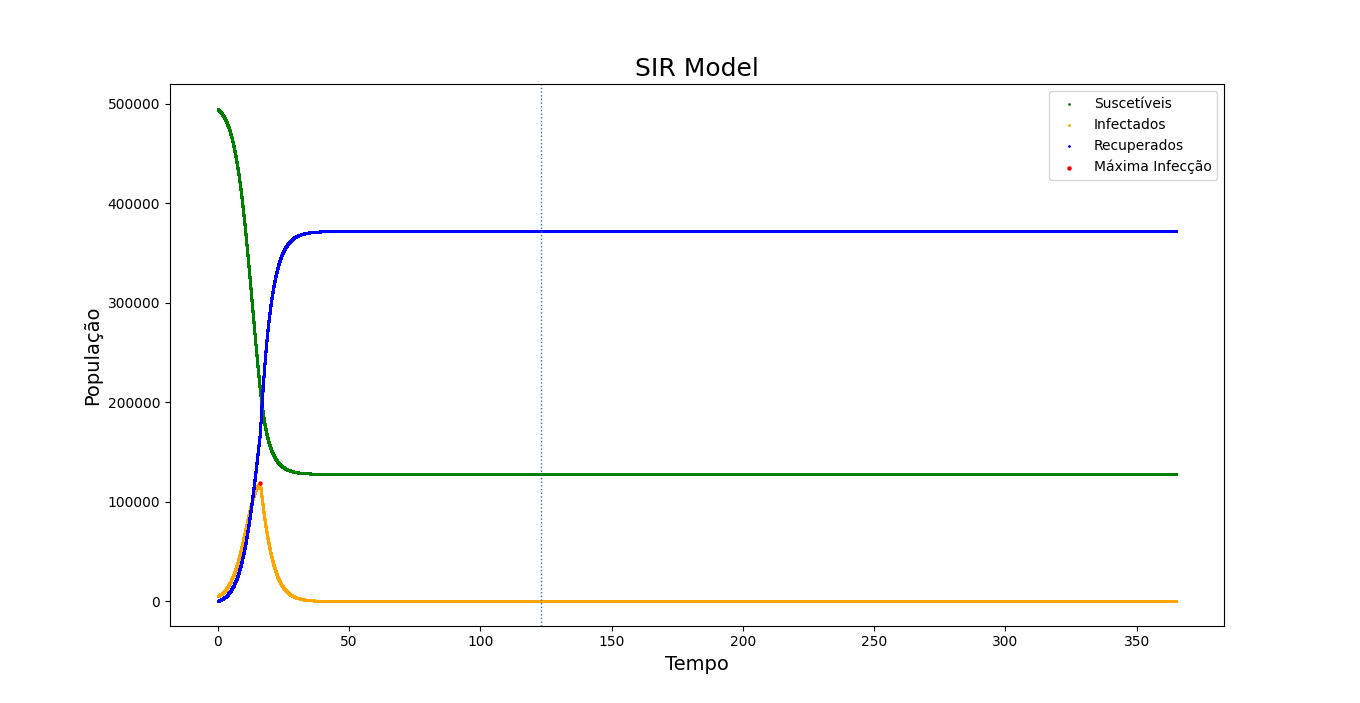 SIR Model
Suscetíveis
Infectados
Recuperados
Máxima Infecção
População
500000
400000
300000
200000
100000
0
0 50 100 150 200 250 300 350
Tempo